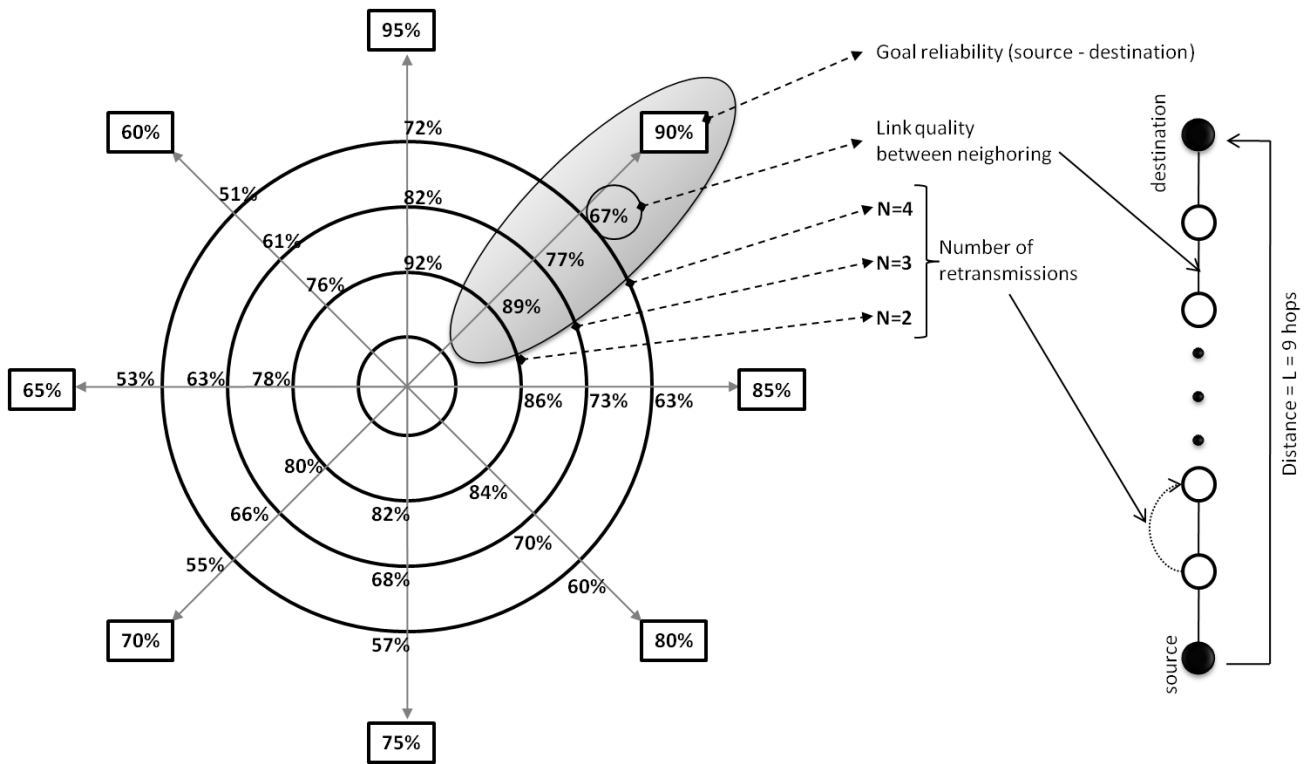 95%
Goal reliability (source - destination)
60%
90%
72%
Link quality
between neighoring
destination
51%
82%
67%
N=4
61%
77%
Number of
retransmissions
92%
N=3
76%
89%
N=2
65%
53%
63%
78%
86%
73%
63%
85%
Distance = L = 9 hops
80%
84%
66%
82%
70%
55%
68%
60%
57%
70%
80%
source
75%